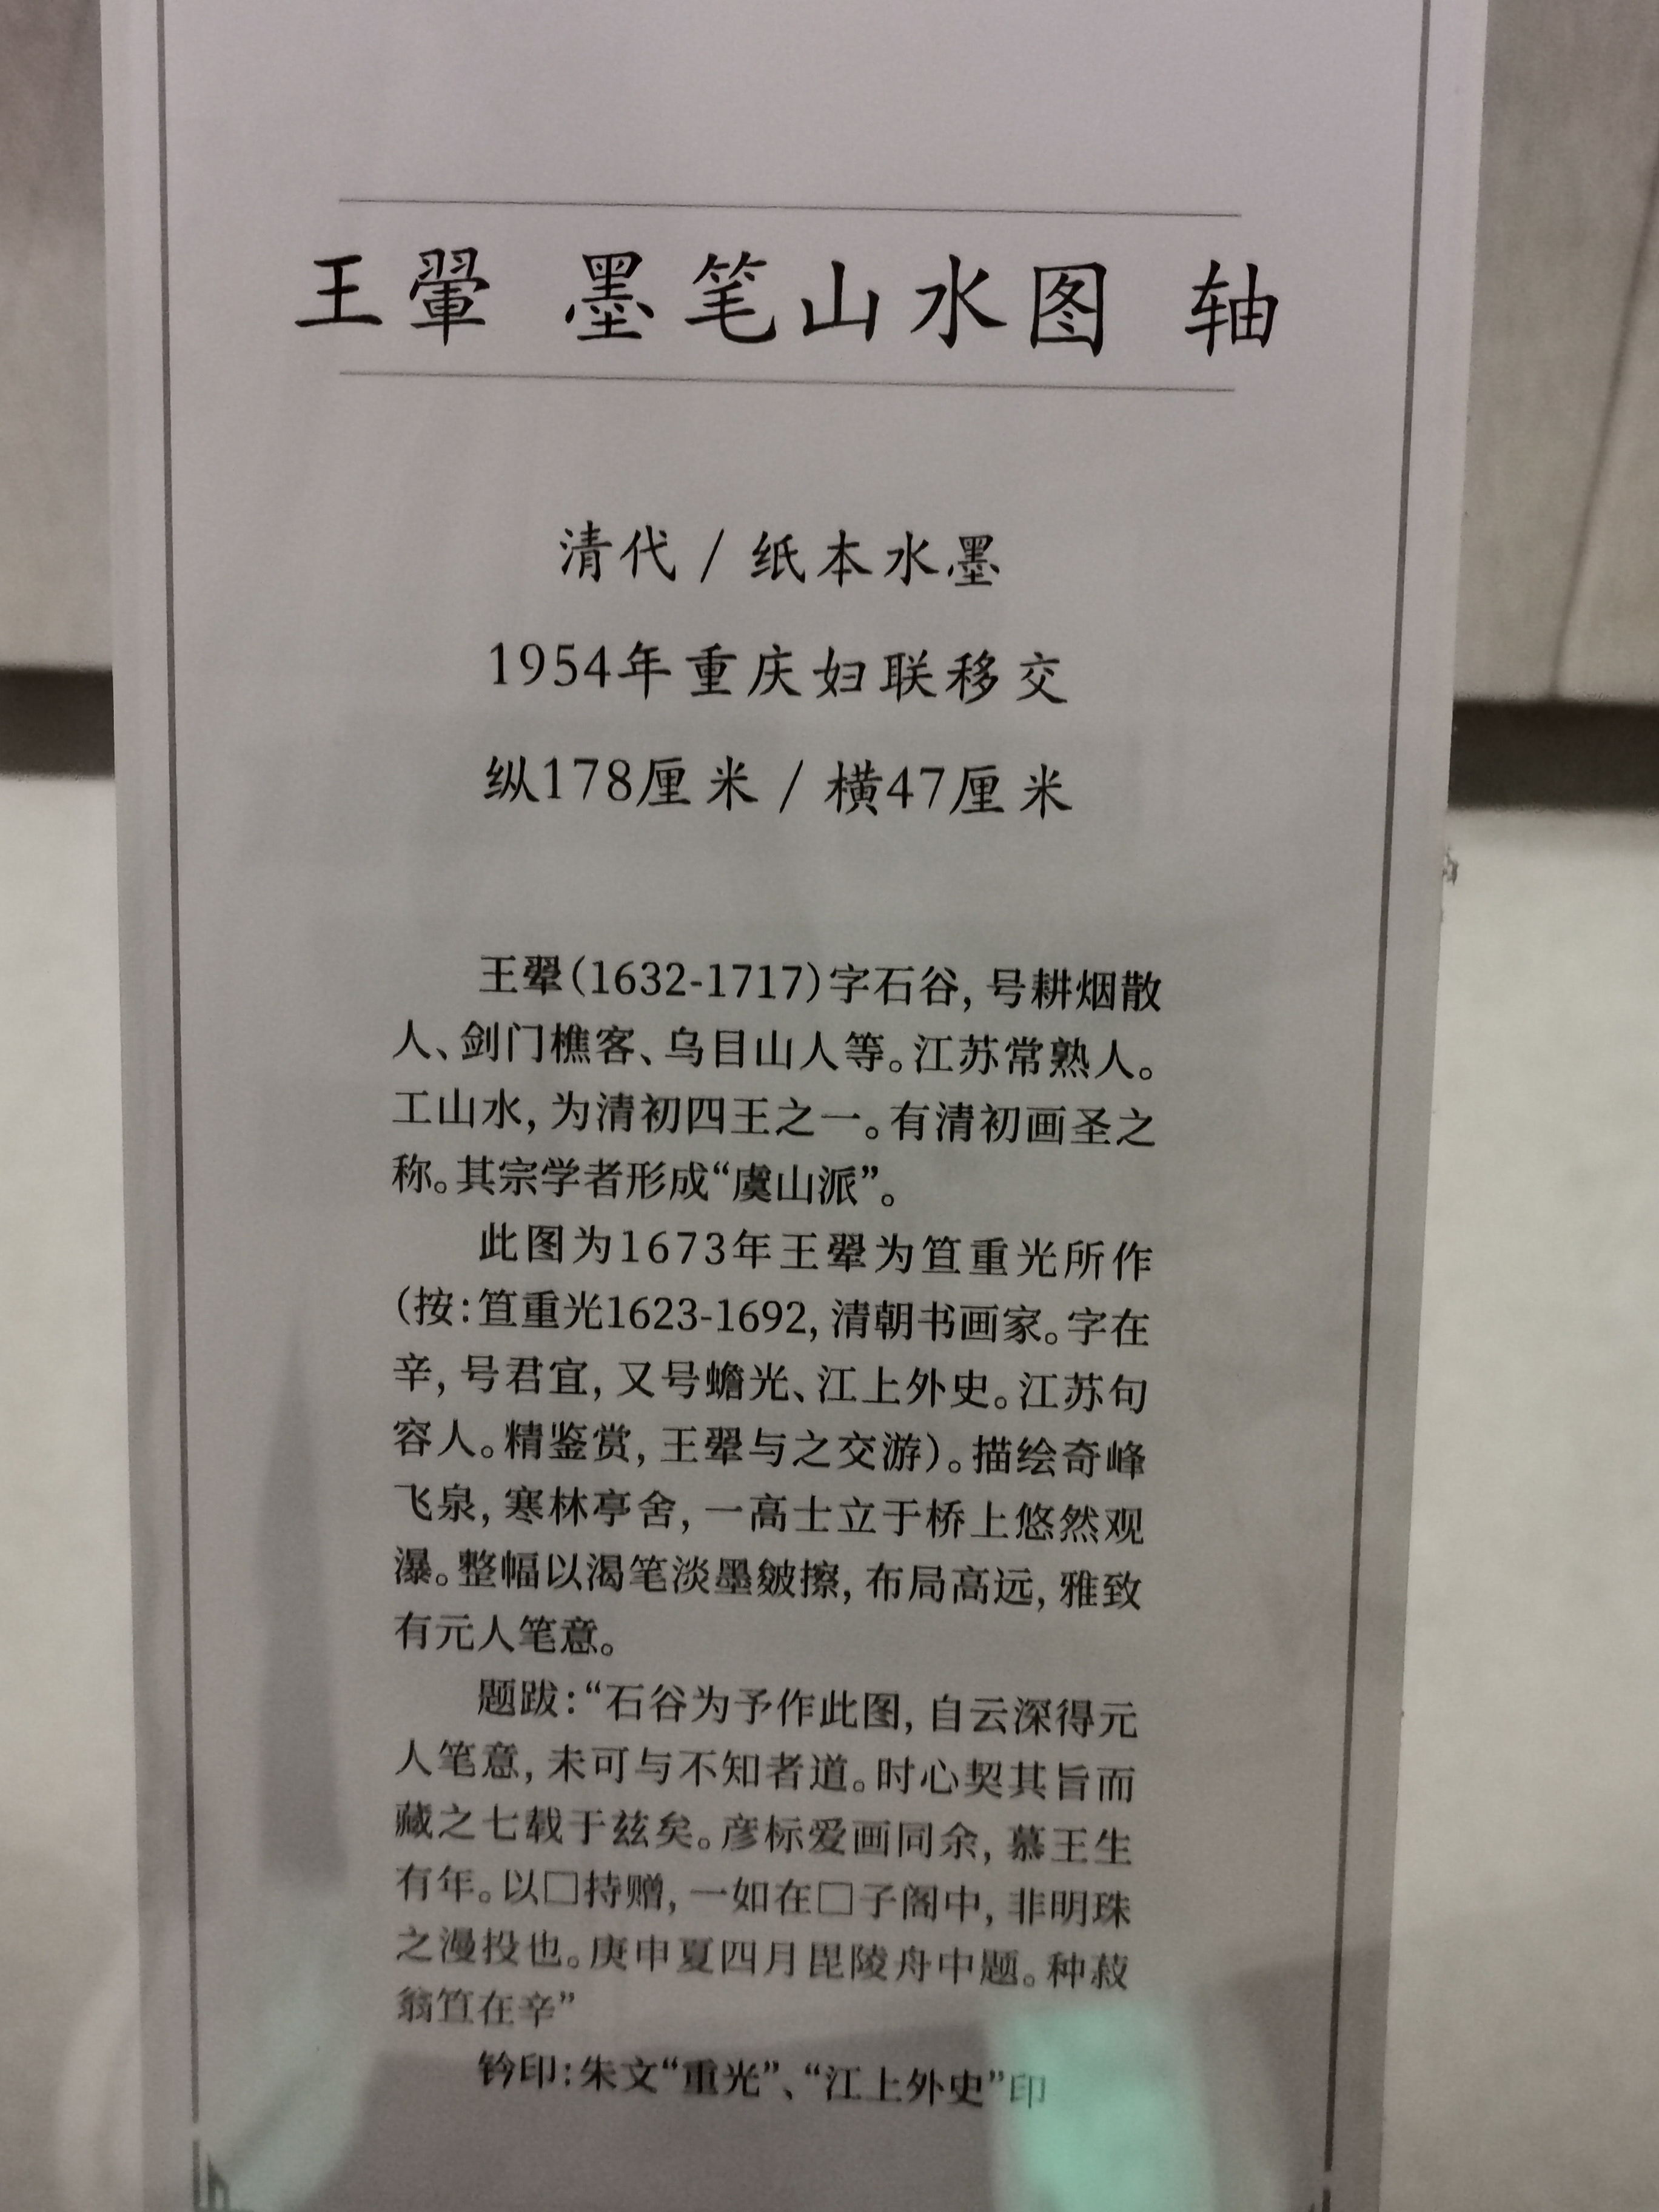 王翚 墨笔山水图 轴
清代 / 纸本水墨
1954年重庆妇联移交
纵178厘米 / 横47厘米
王翚(1632-1717)字石谷,号耕烟散
人、剑门樵客、乌目山人等。江苏常熟人。
工山水,为清初四王之一。有清初画圣之
称。其宗学者形成“虞山派”。
此图为1673年王翚为笪重光所作
(按:笪重光1623-1692,清朝书画家。字在
辛,号君宜,又号蟾光、江上外史。江苏句
容人。精鉴赏,王翚与之交游)。描绘奇峰
飞泉,寒林亭舍,一高士立于桥上悠然观
瀑。整幅以渴笔淡墨皴擦,布局高远,雅致
有元人笔意。
题跋:“石谷为予作此图,自云深得元
人笔意,未可与不知者道。时心契其旨而
藏之七载于兹矣。彦标爱画同余,慕王生
有年。以□持赠,一如在□子阁中,非明珠
之漫投也。庚申夏四月毘陵舟中题。种菽
翁笪在辛”
钤印:朱文“重光”、“江上外史”印